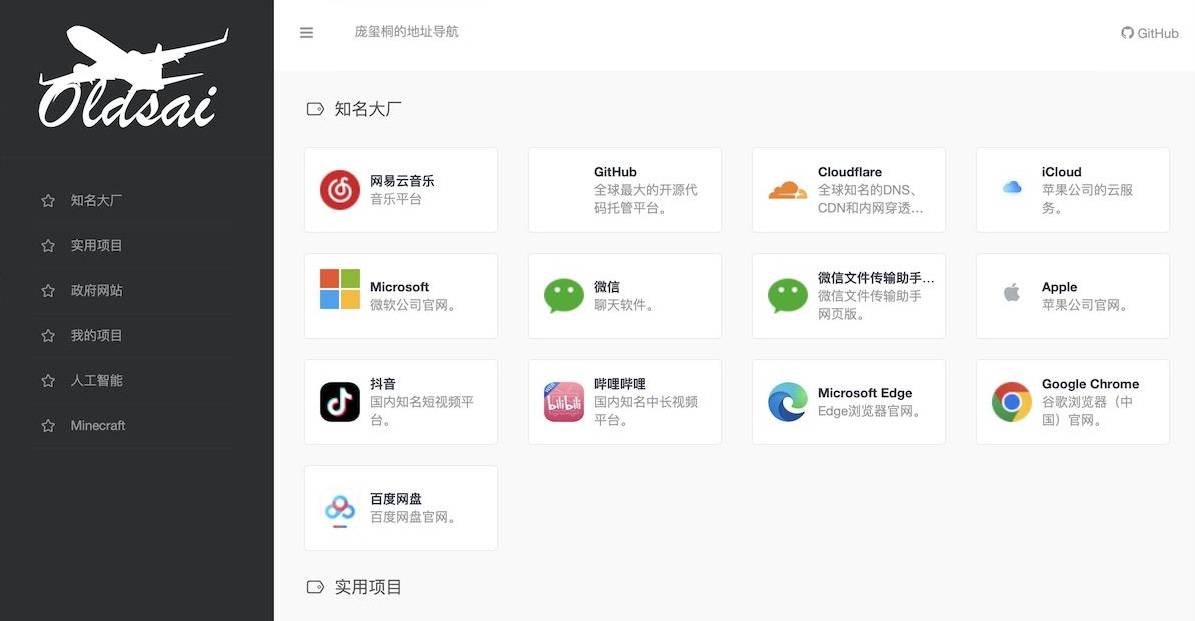 Oldsai
庞玺桐的地址导航
GitHub
知名大厂
实用项目
政府网站
我的项目
人工智能
Minecraft
知名大厂
网易云音乐
音乐平台
GitHub
全球最大的开源代
码托管平台。
Cloudflare
全球知名的DNS、
CDN和内网穿透...
iCloud
苹果公司的云服
务。
Microsoft
微软公司官网。
微信
聊天软件。
微信文件传输助手...
微信文件传输助手
网页版。
Apple
苹果公司官网。
抖音
国内知名短视频平
台。
bilibili
哔哩哔哩
国内知名中长视频
平台。
Microsoft Edge
Edge浏览器官网。
Google Chrome
谷歌浏览器（中
国）官网。
百度网盘
百度网盘官网。
实用项目